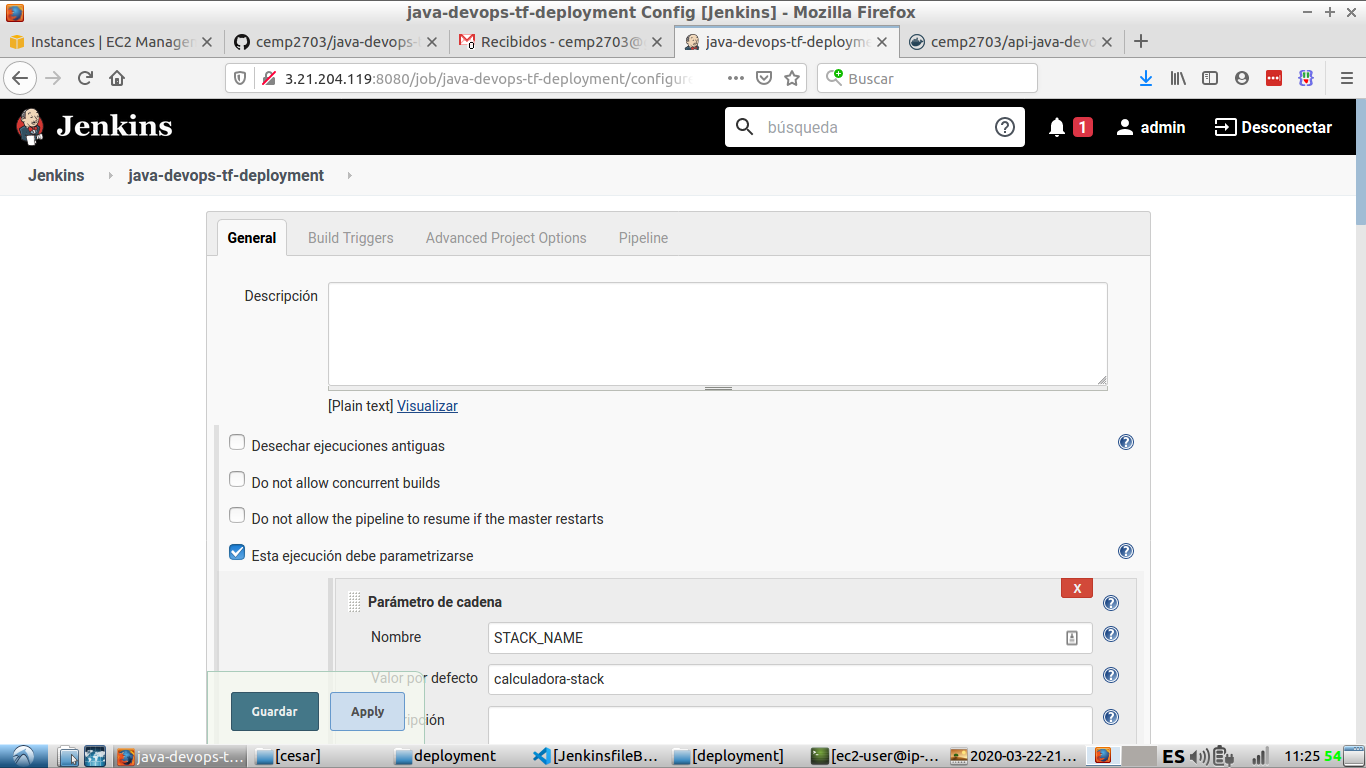 java-devops-tf-deployment Config [Jenkins] - Mozilla Firefox
Instances | EC2 Manager
cemp2703/java-devops-
Recibidos - cemp2703@
java-devops-tf-deploym
cemp2703/api-java-devo
3.21.204.119:8080/job/java-devops-tf-deployment/configure
Buscar
Jenkins
búsqueda
1
admin
Desconectar
Jenkins
java-devops-tf-deployment
General
Build Triggers
Advanced Project Options
Pipeline
Descripción
[Plain text] Visualizar
Desechar ejecuciones antiguas
Do not allow concurrent builds
Do not allow the pipeline to resume if the master restarts
Esta ejecución debe parametrizarse
X
Parámetro de cadena
Nombre
STACK_NAME
Valor por defecto
calculadora-stack
ripción
Guardar
Apply
java-devops-t...
[cesar]
deployment
[JenkinsfileB...
[deployment]
[ec2-user@ip-...
2020-03-22-21...
ES
11:25
54